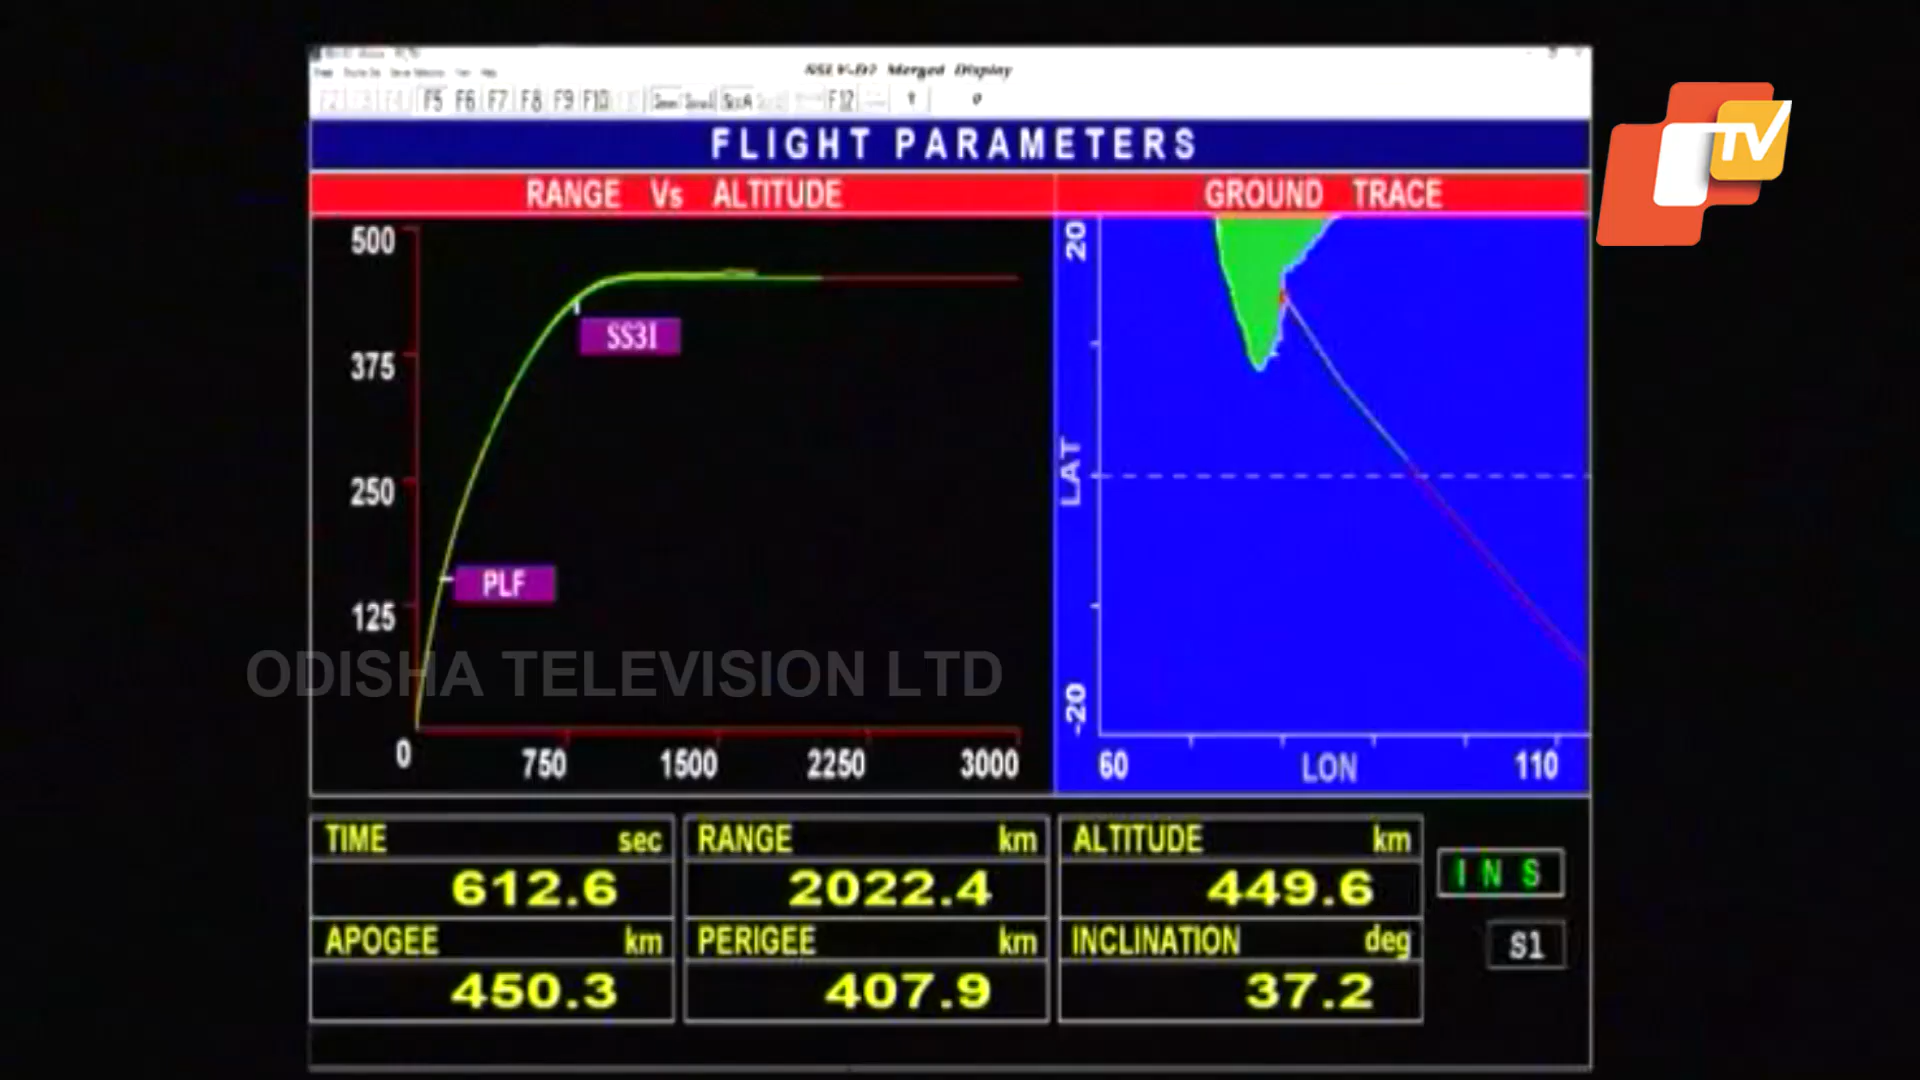 Merged Display
F5 F6 F7 F8 F9 F10 F12
TV
FLIGHT PARAMETERS
RANGE Vs ALTITUDE
GROUND TRACE
500
375
250
125
0
750
1500
2250
3000
SS3I
PLF
20
LAT
-20
60
LON
110
ODISHA TELEVISION LTD
TIME sec
612.6
RANGE km
2022.4
ALTITUDE km
449.6
INS
APOGEE km
450.3
PERIGEE km
407.9
INCLINATION deg
37.2
S1